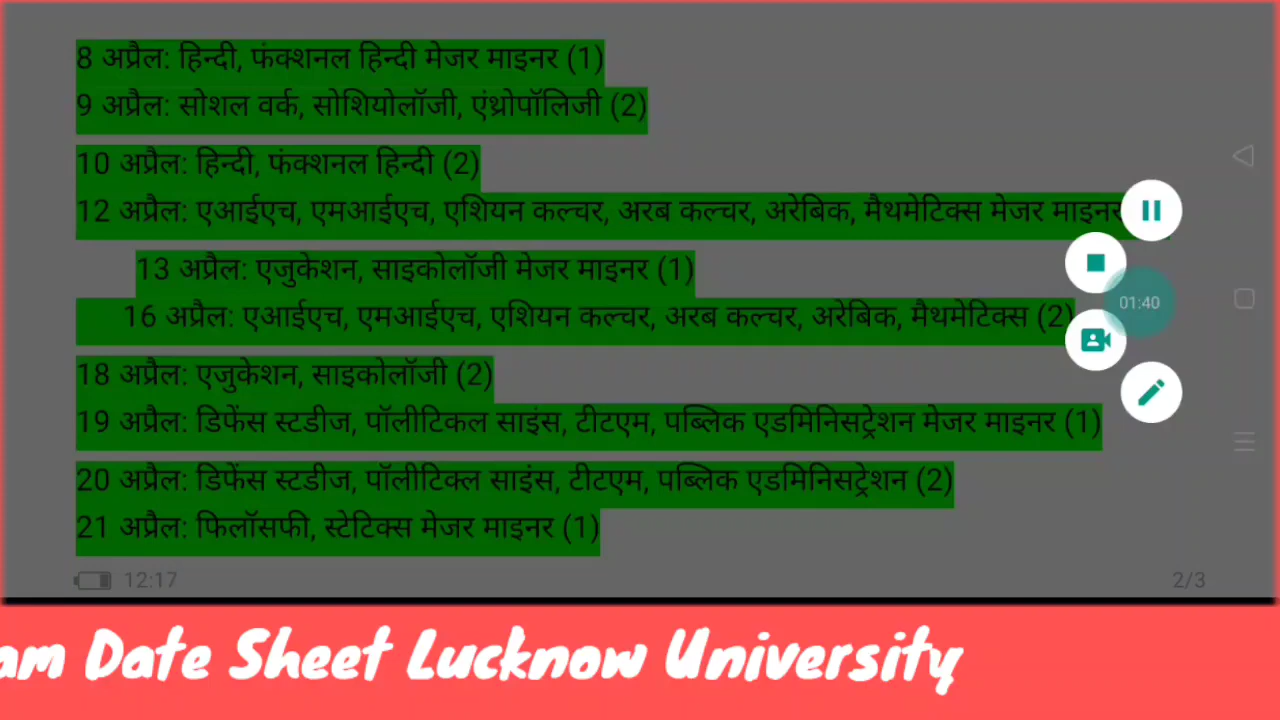 8 अप्रैल: हिन्दी, फंक्शनल हिन्दी मेजर माइनर (1)
9 अप्रैल: सोशल वर्क, सोशियोलॉजी, एंथ्रोपॉलिजी (2)
10 अप्रैल: हिन्दी, फंक्शनल हिन्दी (2)
12 अप्रैल: एआईएच, एमआईएच, एशियन कल्चर, अरब कल्चर, अरेबिक, मैथमेटिक्स मेजर माइनर
13 अप्रैल: एजुकेशन, साइकोलॉजी मेजर माइनर (1)
01:40
16 अप्रैल: एआईएच, एमआईएच, एशियन कल्चर, अरब कल्चर, अरेबिक, मैथमेटिक्स (2)
18 अप्रैल: एजुकेशन, साइकोलॉजी (2)
19 अप्रैल: डिफेंस स्टडीज, पॉलीटिकल साइंस, टीटएम, पब्लिक एडमिनिसट्रेशन मेजर माइनर (1)
20 अप्रैल: डिफेंस स्टडीज, पॉलीटिक्ल साइंस, टीटएम, पब्लिक एडमिनिसट्रेशन (2)
21 अप्रैल: फिलॉसफी, स्टेटिक्स मेजर माइनर (1)
12:17
2/3
am Date Sheet Lucknow University